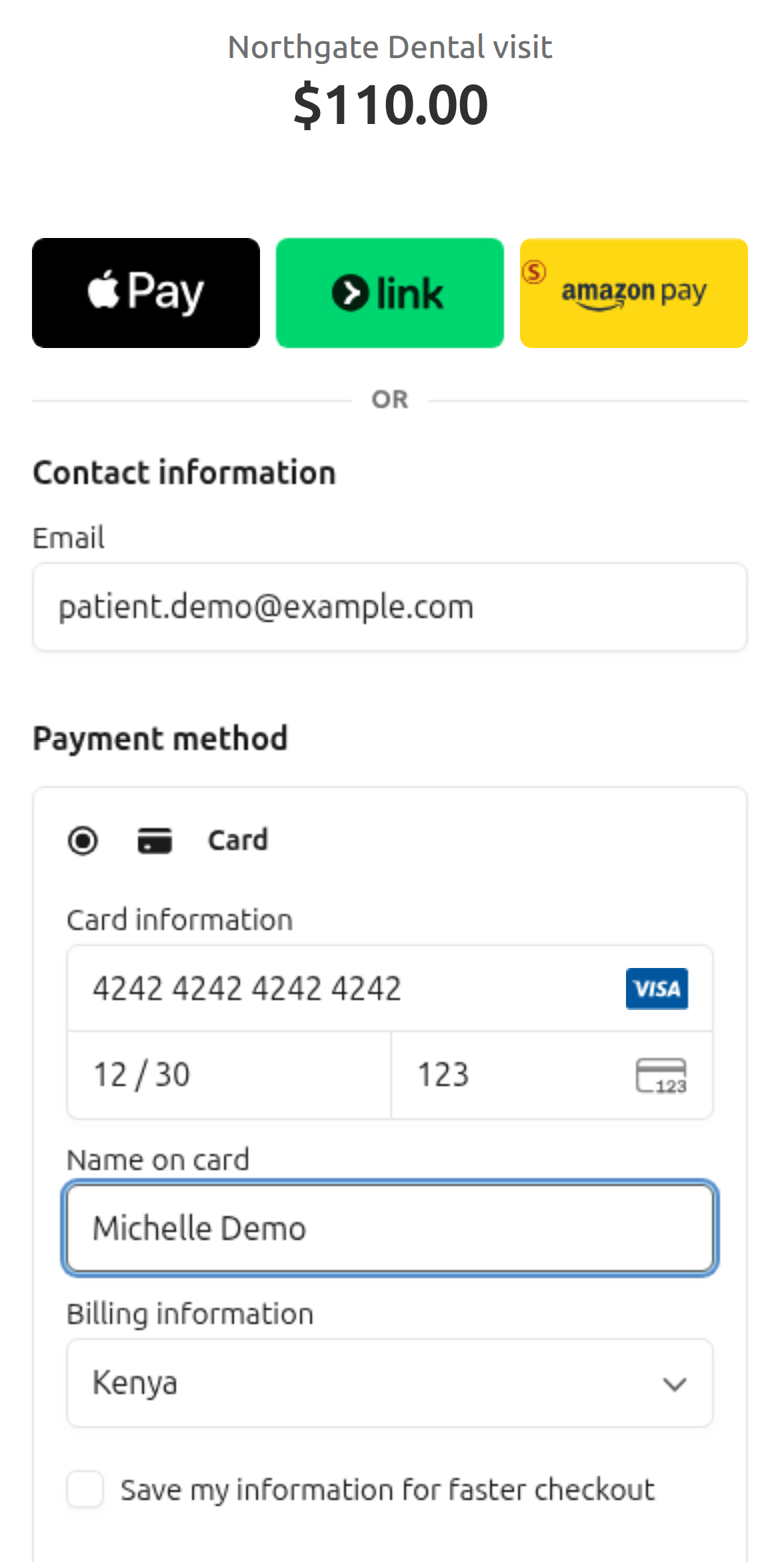 Northgate Dental visit
$110.00
Pay
link
S
amazon pay
OR
Contact information
Email
patient.demo@example.com
Payment method
Card
Card information
4242 4242 4242 4242
VISA
12 / 30
123
123
Name on card
Michelle Demo
Billing information
Kenya
Save my information for faster checkout